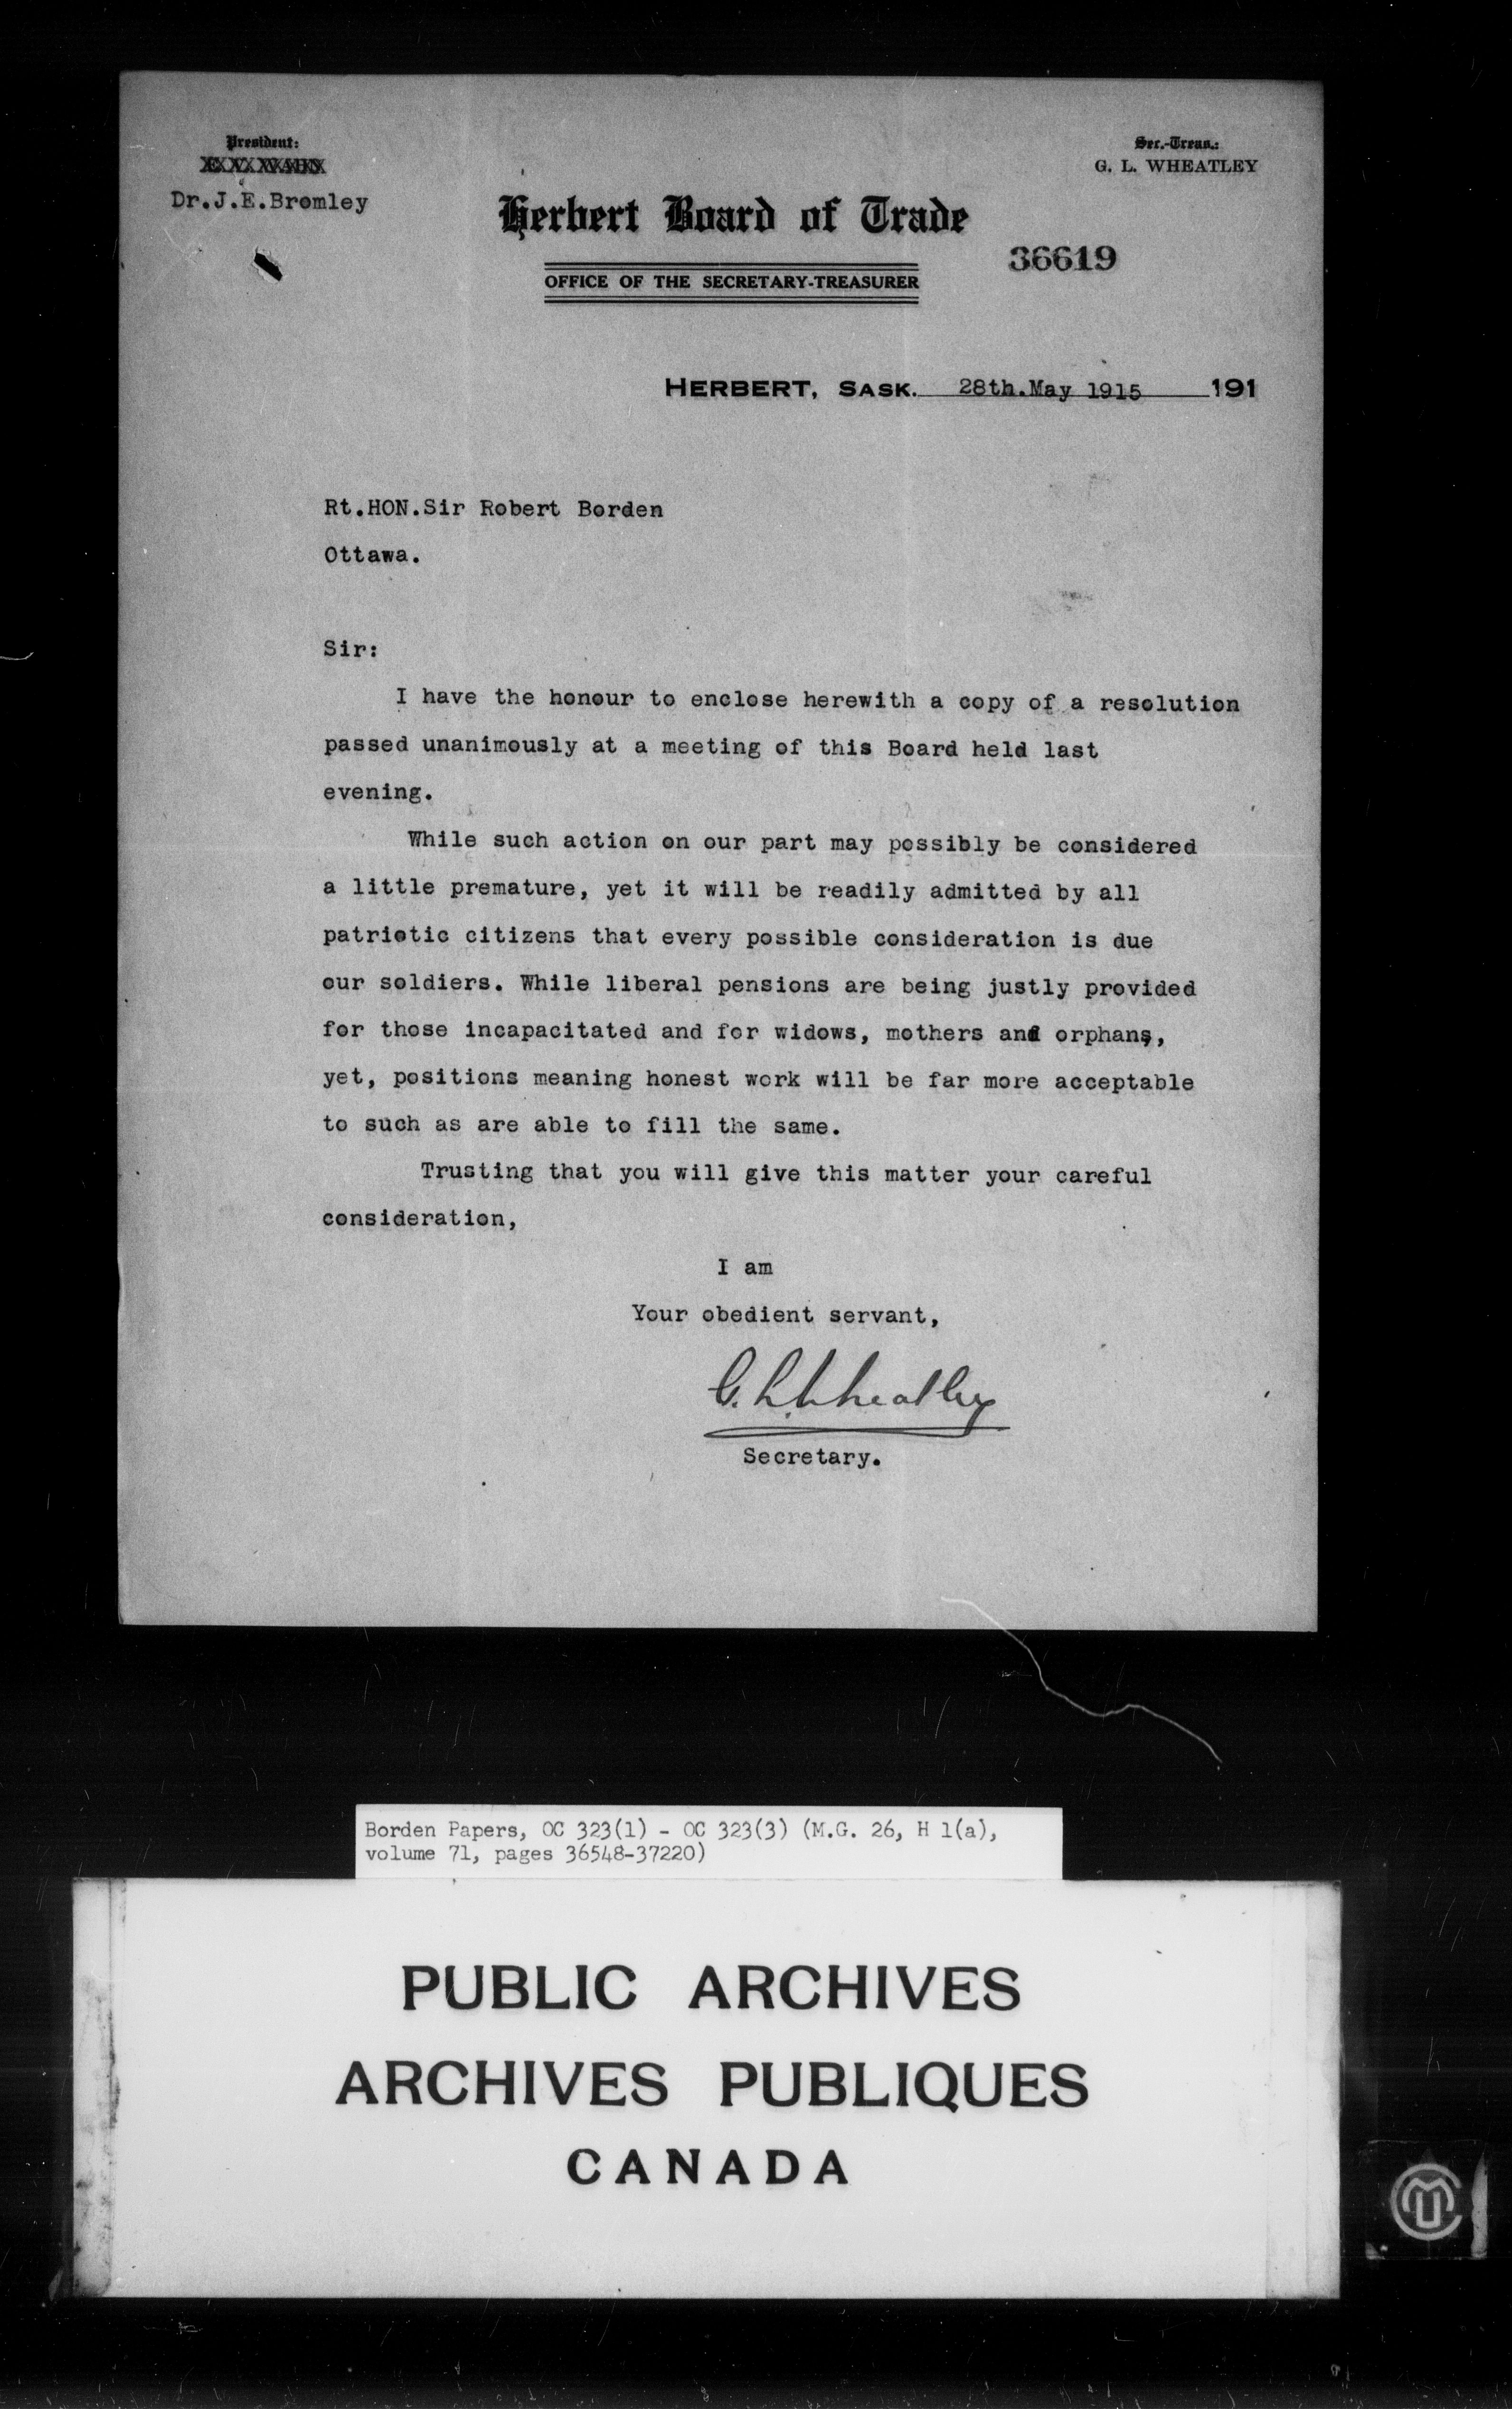 President:
Dr.J.E.Bromley
Sec.-Treas.:
G. L. WHEATLEY
Herbert Board of Trade
36619
OFFICE OF THE SECRETARY-TREASURER
HERBERT, SASK. 28th.May 1915 191
Rt.HON.Sir Robert Borden
Ottawa.
Sir:
I have the honour to enclose herewith a copy of a resolution
passed unanimously at a meeting of this Board held last
evening.
While such action on our part may possibly be considered
a little premature, yet it will be readily admitted by all
patriotic citizens that every possible consideration is due
our soldiers. While liberal pensions are being justly provided
for those incapacitated and for widows, mothers and orphans,
yet, positions meaning honest work will be far more acceptable
to such as are able to fill the same.
Trusting that you will give this matter your careful
consideration,
I am
Your obedient servant,
G. L. Wheatley
Secretary.
Borden Papers, OC 323(1) - OC 323(3) (M.G. 26, H 1(a),
volume 71, pages 36548-37220)
PUBLIC ARCHIVES
ARCHIVES PUBLIQUES
CANADA